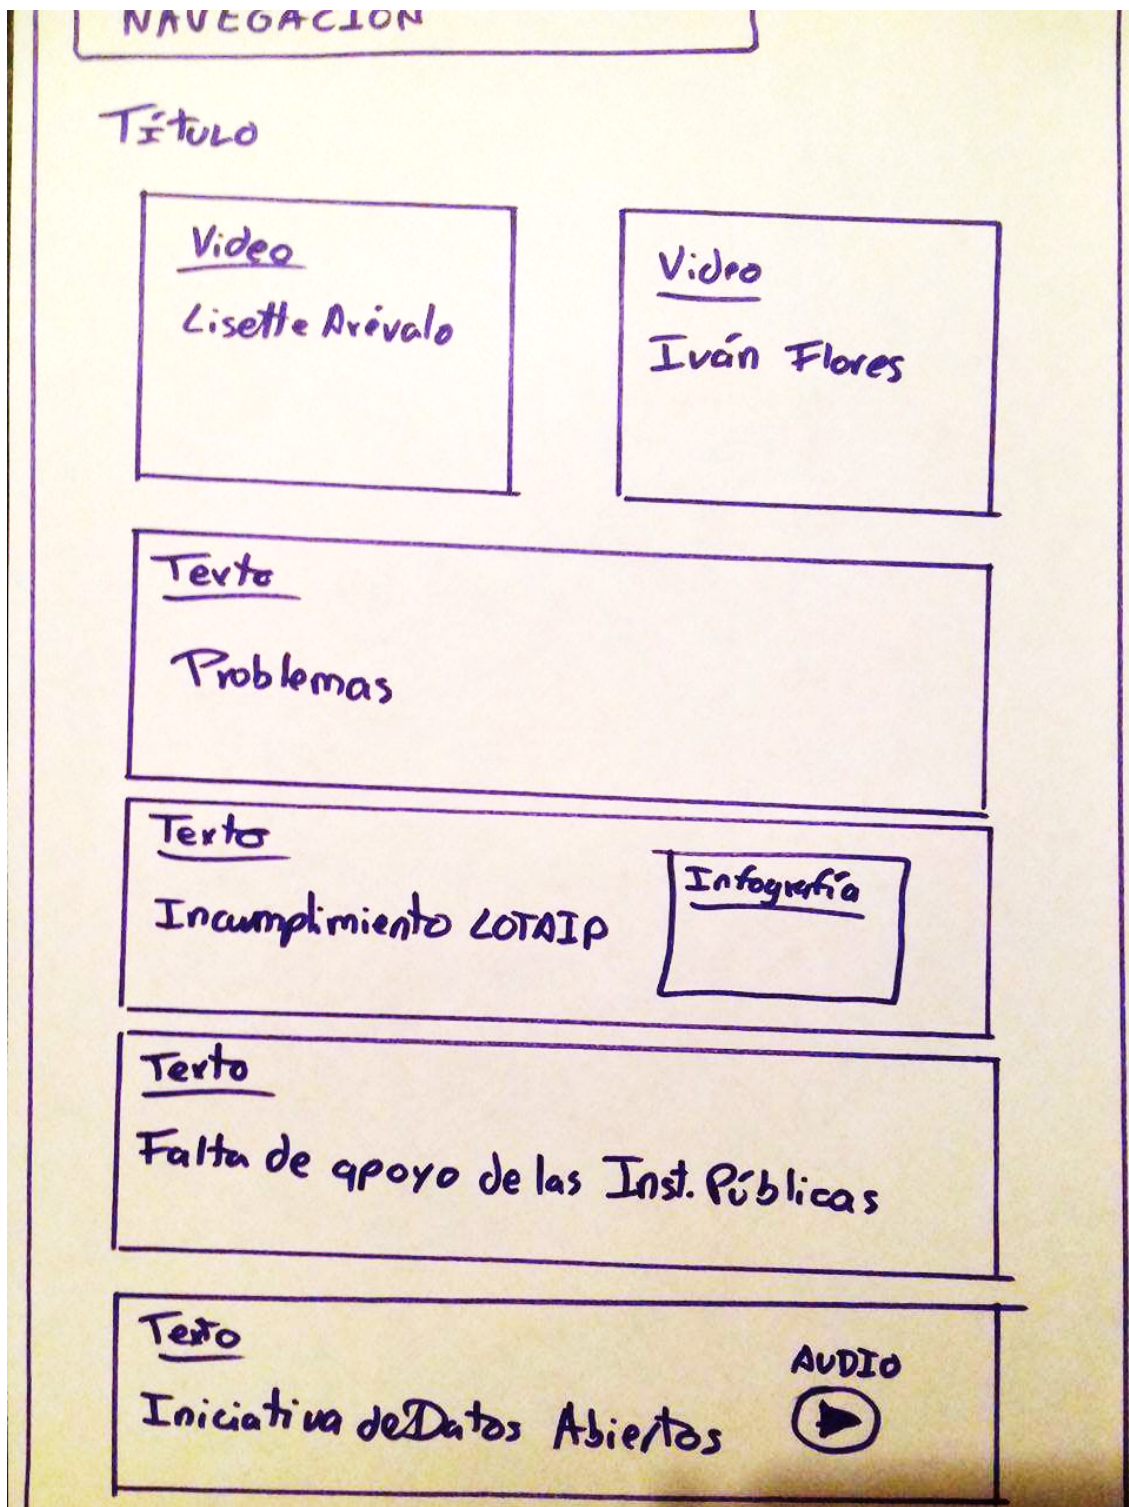 NAVEGACIÓN
TÍTULO
Video
Lisette Arévalo
Video
Iván Flores
Texto
Problemas
Texto
Incumplimiento LOTAIP
Infografía
Texto
Falta de apoyo de las Inst. Públicas
Texto
Iniciativa de Datos Abiertos
AUDIO